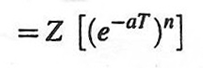 = Z [(e^{-aT})^n]